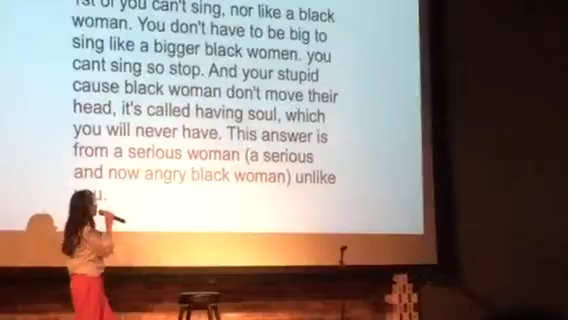 1st of you can't sing, nor like a black
woman. You don't have to be big to
sing like a bigger black women. you
cant sing so stop. And your stupid
cause black woman don't move their
head, it's called having soul, which
you will never have. This answer is
from a serious woman (a serious
and now angry black woman) unlike
you.